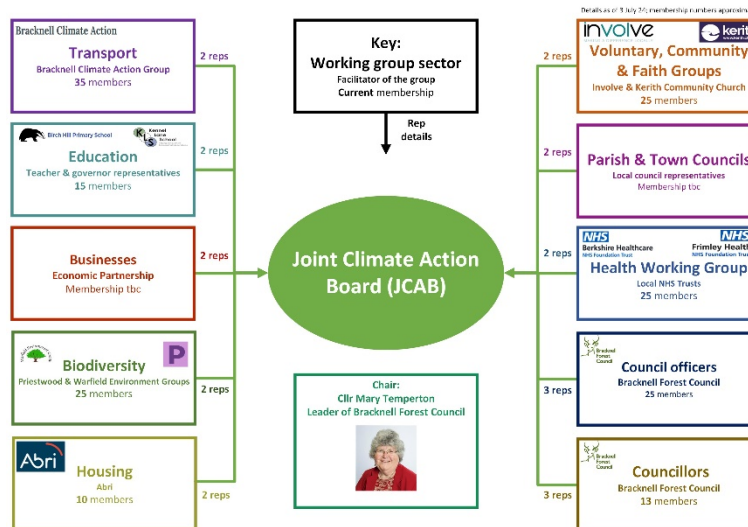 Details as of 3 July 24; membership numbers approxim
Bracknell Climate Action
Transport
Bracknell Climate Action Group
35 members
2 reps
Birch Hill Primary School
Kennel Lane School
KLS
Education
Teacher & governor representatives
15 members
2 reps
Businesses
Economic Partnership
Membership tbc
2 reps
P
Biodiversity
Priestwood & Warfield Environment Groups
25 members
2 reps
Abri
Housing
Abri
10 members
2 reps
Key:
Working group sector
Facilitator of the group
Current membership
Rep
details
Joint Climate Action
Board (JCAB)
Chair:
Cllr Mary Temperton
Leader of Bracknell Forest Council
involve
kerit
2 reps
Voluntary, Community
& Faith Groups
Involve & Kerith Community Church
25 members
2 reps
Parish & Town Councils
Local council representatives
Membership tbc
NHS
Berkshire Healthcare
NHS Foundation Trust
NHS
Frimley Health
NHS Foundation Trust
2 reps
Health Working Group
Local NHS Trusts
25 members
Bracknell
Forest
Council
Council officers
Bracknell Forest Council
25 members
3 reps
Bracknell
Forest
Council
Councillors
Bracknell Forest Council
13 members
3 reps